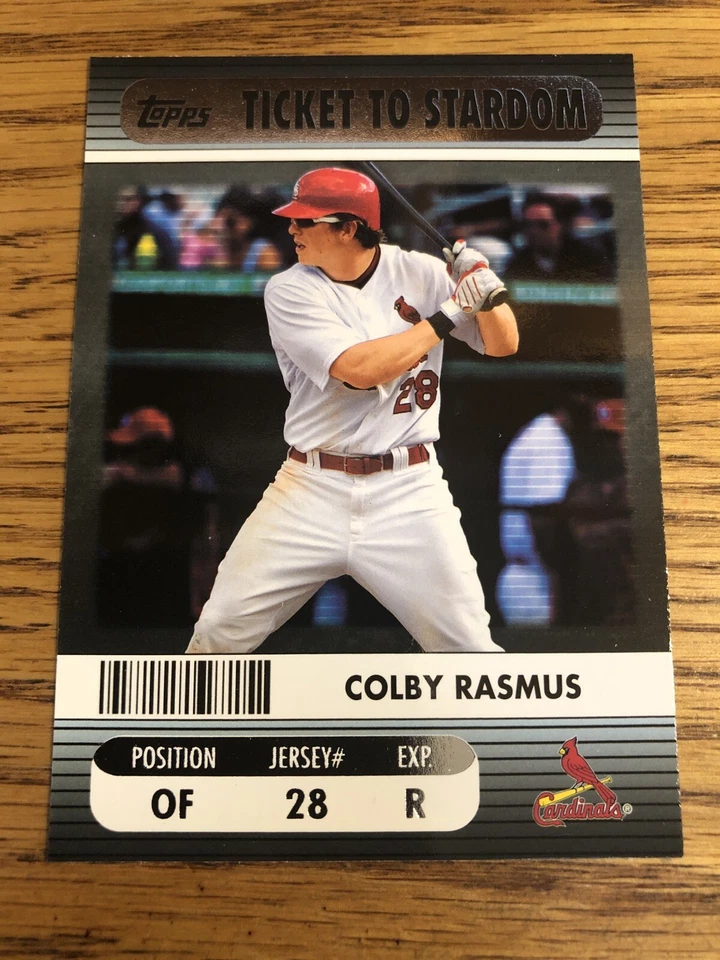 Topps TICKET TO STARDOM
28
COLBY RASMUS
POSITION JERSEY# EXP.
OF 28 R
Cardinals®